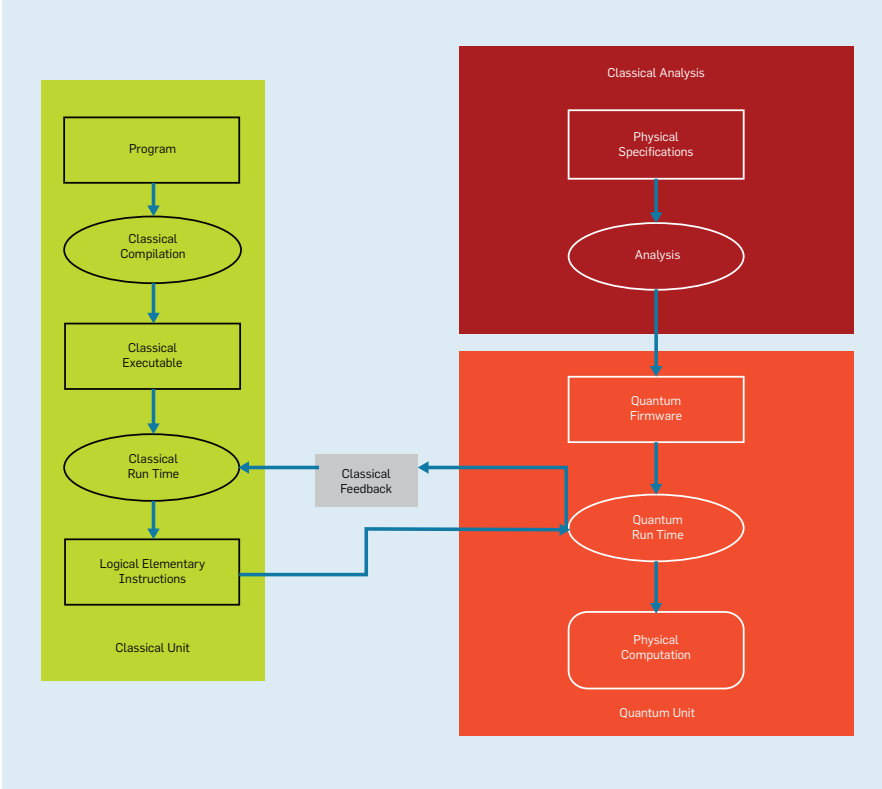 Program
Classical
Compilation
Classical
Executable
Classical
Run Time
Logical Elementary
Instructions
Classical Unit
Classical
Feedback
Classical Analysis
Physical
Specifications
Analysis
Quantum
Firmware
Quantum
Run Time
Physical
Computation
Quantum Unit